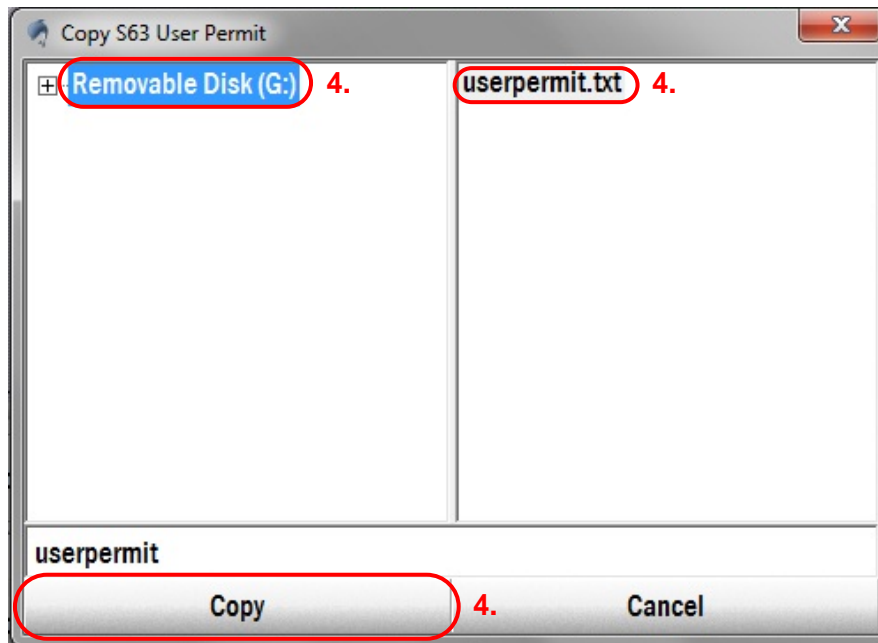 Copy S63 User Permit
Removable Disk (G:) 4.
userpermit.txt 4.
userpermit
Copy 4.
Cancel